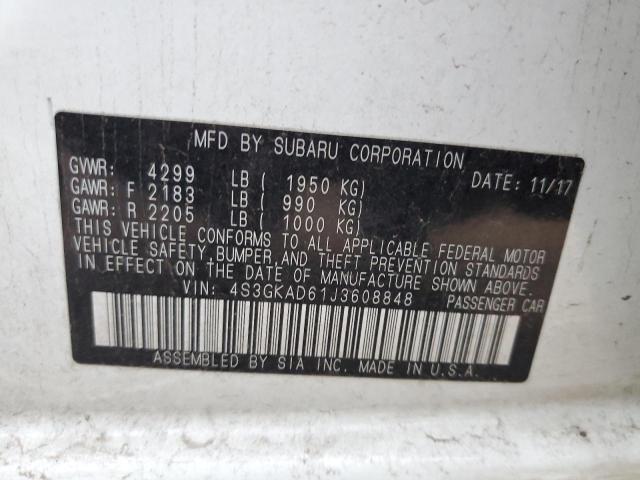 MFD BY SUBARU CORPORATION
GVWR: 4299 LB ( 1950 KG) DATE: 11/17
GAWR: F 2183 LB ( 990 KG)
GAWR: R 2205 LB ( 1000 KG)
THIS VEHICLE CONFORMS TO ALL APPLICABLE FEDERAL MOTOR
VEHICLE SAFETY, BUMPER, AND THEFT PREVENTION STANDARDS
IN EFFECT ON THE DATE OF MANUFACTURE SHOWN ABOVE.
VIN: 4S3GKAD61J3608848 PASSENGER CAR
ASSEMBLED BY SIA INC. MADE IN U.S.A.